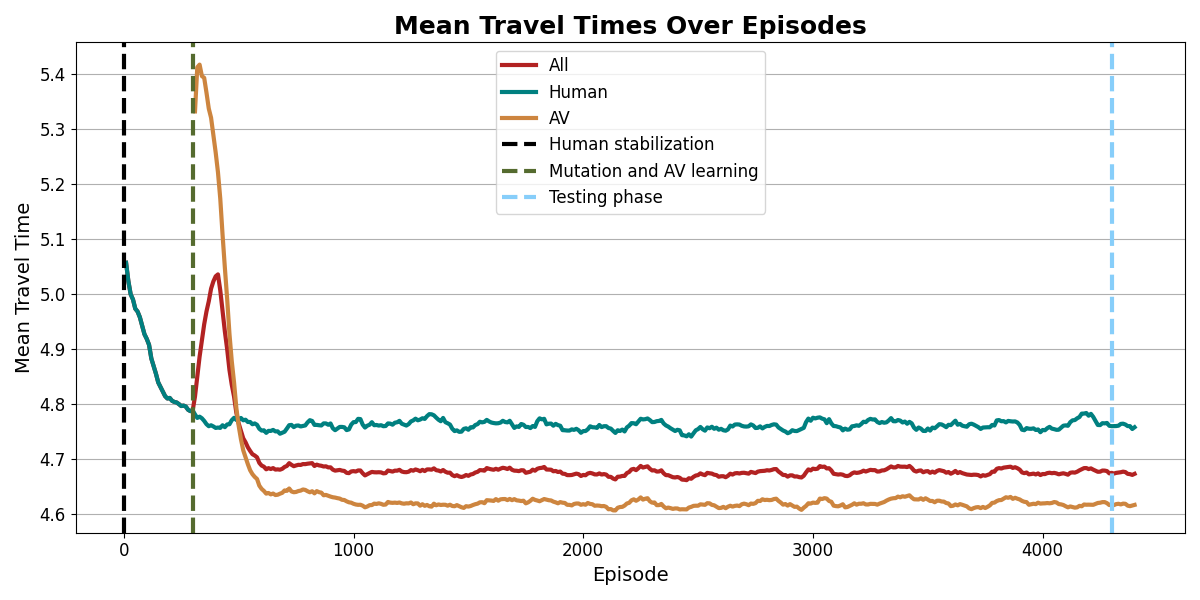 Mean Travel Times Over Episodes
All
Human
AV
Human stabilization
Mutation and AV learning
Testing phase
Mean Travel Time
5.4
5.3
5.2
5.1
5.0
4.9
4.8
4.7
4.6
0 1000 2000 3000 4000
Episode